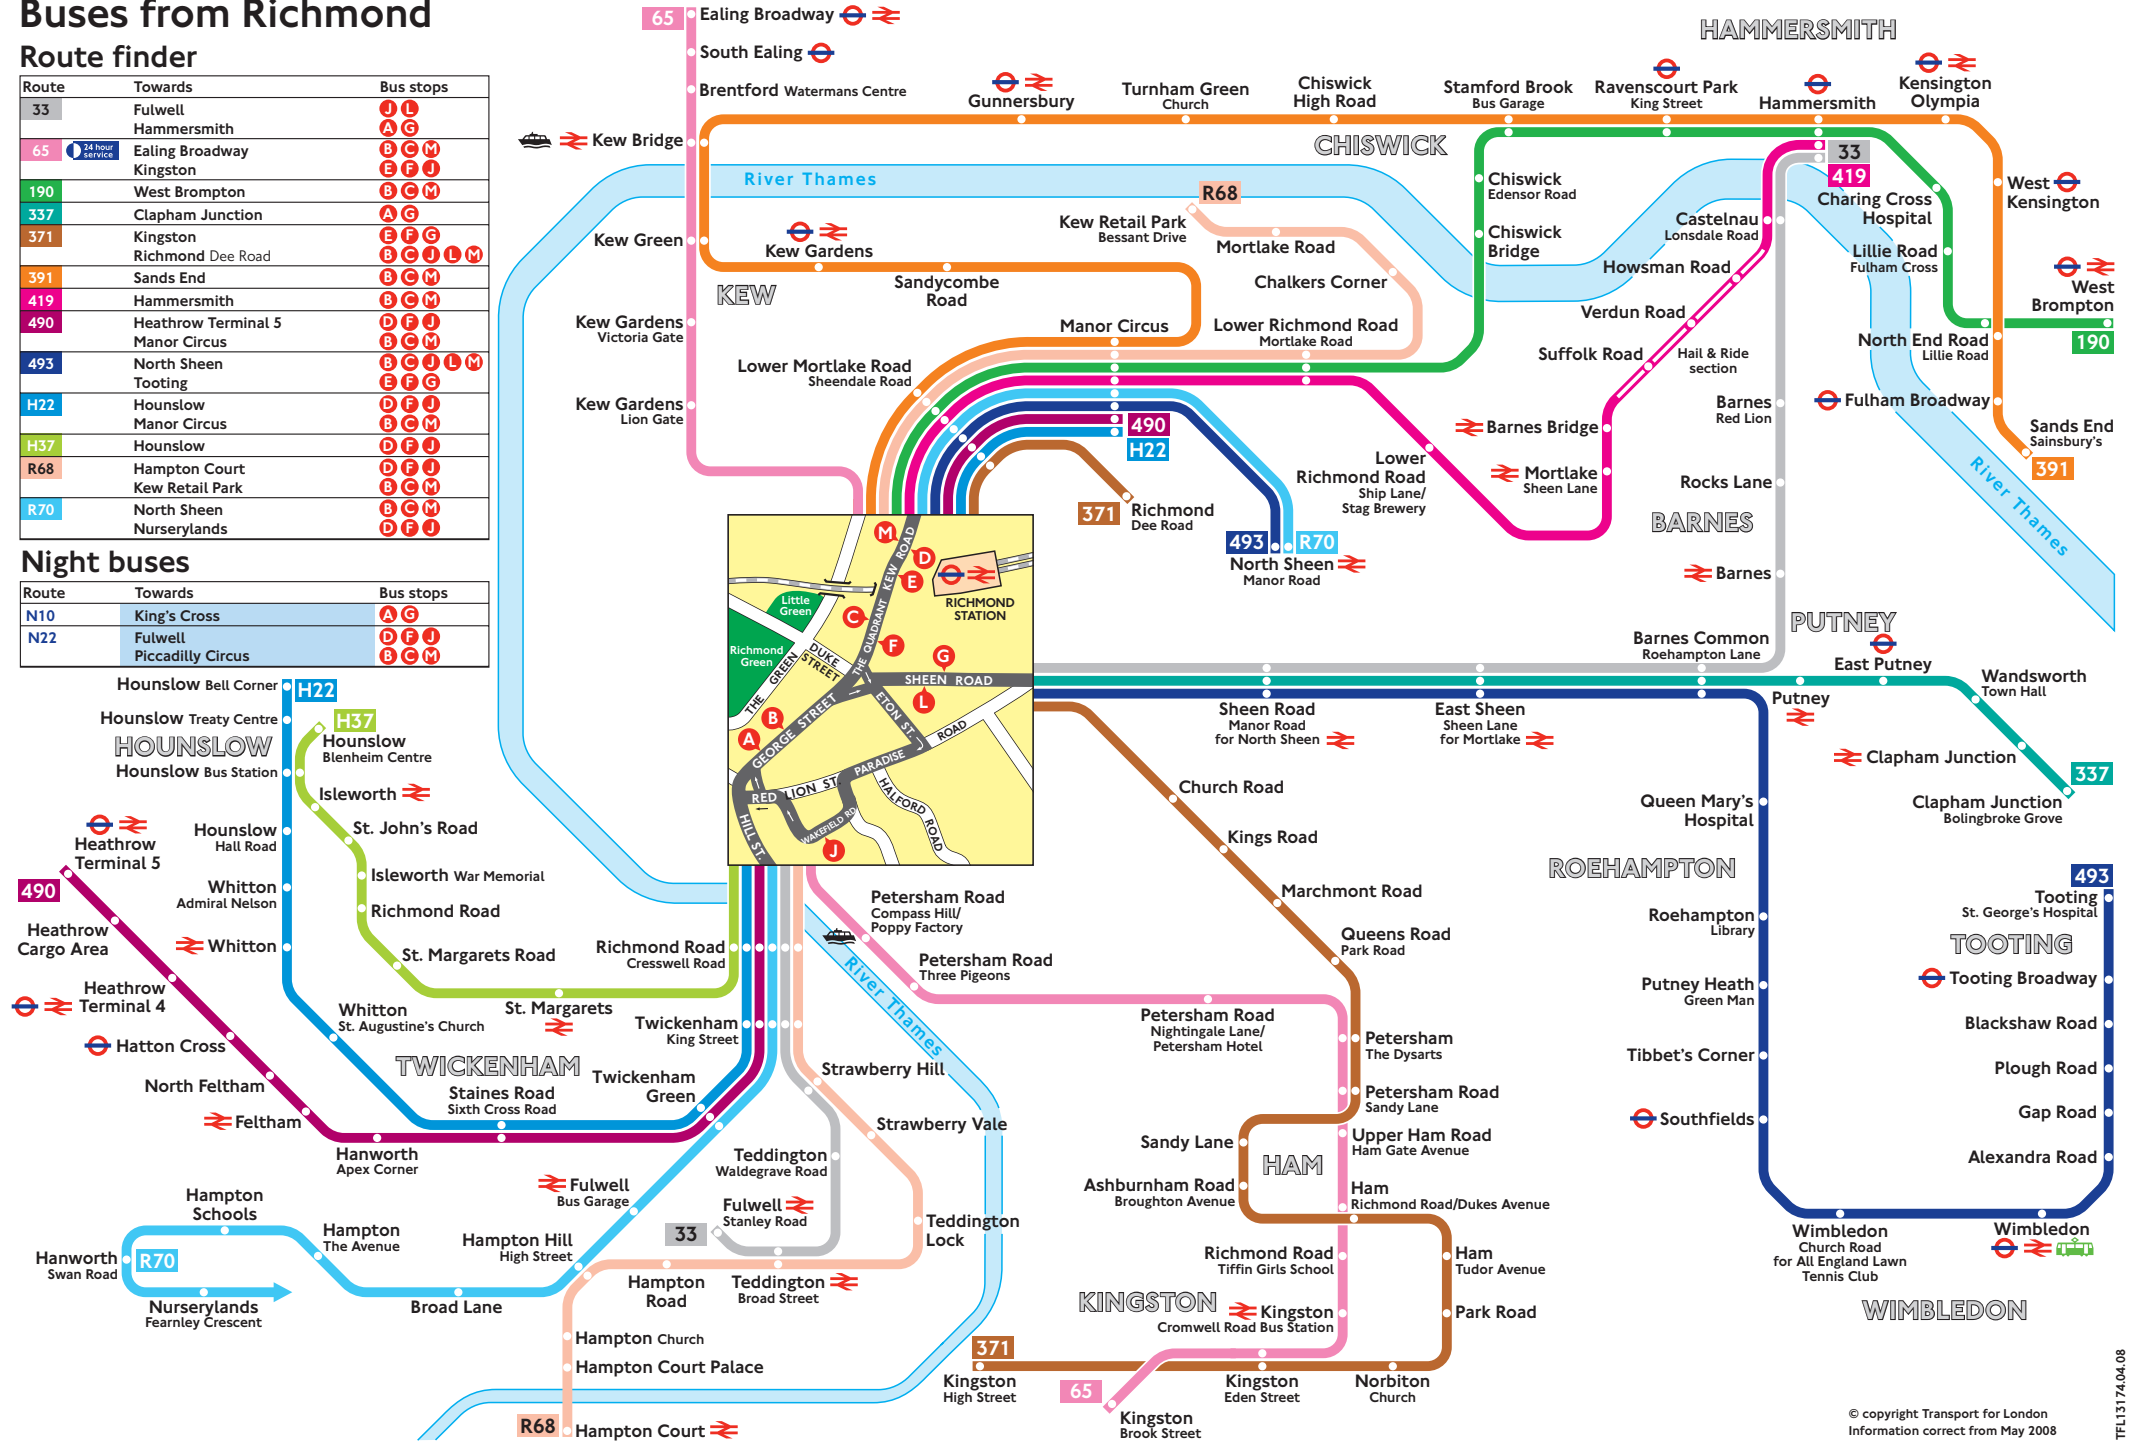 Buses from Richmond
Route finder
Route Towards Bus stops
33 Fulwell J L
Hammersmith A G
65 24 hour service Ealing Broadway B C M
Kingston E F J
190 West Brompton B C M
337 Clapham Junction A G
371 Kingston E F G
Richmond Dee Road B C J L M
391 Sands End B C M
419 Hammersmith B C M
490 Heathrow Terminal 5 D F J
Manor Circus B C M
493 North Sheen B C J L M
Tooting E F G
H22 Hounslow D F J
Manor Circus B C M
H37 Hounslow D F J
R68 Hampton Court D F J
Kew Retail Park B C M
R70 North Sheen B C M
Nurserylands D F J
Night buses
Route Towards Bus stops
N10 King's Cross A G
N22 Fulwell D F J
Piccadilly Circus B C M
65
Ealing Broadway
South Ealing
Brentford Watermans Centre
Kew Bridge
Kew Green
Kew Gardens
Victoria Gate
Kew Gardens
Lion Gate
River Thames
KEW
Kew Gardens
Sandycombe
Road
Gunnersbury
Turnham Green
Church
Chiswick
High Road
CHISWICK
Stamford Brook
Bus Garage
Ravenscourt Park
King Street
HAMMERSMITH
Hammersmith
Kensington
Olympia
33
419
Charing Cross
Hospital
West
Kensington
Lillie Road
Fulham Cross
West
Brompton
190
North End Road
Lillie Road
Fulham Broadway
Sands End
Sainsbury's
391
River Thames
Chiswick
Edensor Road
Chiswick
Bridge
Castelnau
Lonsdale Road
Howsman Road
Verdun Road
Suffolk Road
Hail & Ride
section
Barnes
Red Lion
Barnes Bridge
Mortlake
Sheen Lane
Rocks Lane
BARNES
Barnes
Barnes Common
Roehampton Lane
R68
Kew Retail Park
Bessant Drive
Mortlake Road
Chalkers Corner
Manor Circus
Lower Richmond Road
Mortlake Road
Lower Mortlake Road
Sheendale Road
490
H22
Lower
Richmond Road
Ship Lane/
Stag Brewery
371
Richmond
Dee Road
493
R70
North Sheen
Manor Road
M
D
E
C
F
G
L
B
A
J
KEW ROAD
THE QUADRANT
RICHMOND
STATION
Little
Green
Richmond
Green
THE GREEN
DUKE
STREET
SHEEN ROAD
GEORGE STREET
ETON ST.
PARADISE ROAD
RED LION ST.
HILL ST.
WAKEFIELD RD
HALFORD ROAD
PUTNEY
East Putney
Putney
Wandsworth
Town Hall
Clapham Junction
337
Clapham Junction
Bolingbroke Grove
Sheen Road
Manor Road
for North Sheen
East Sheen
Sheen Lane
for Mortlake
Church Road
Kings Road
Marchmont Road
Queens Road
Park Road
Petersham
The Dysarts
Petersham Road
Sandy Lane
Upper Ham Road
Ham Gate Avenue
Sandy Lane
HAM
Ashburnham Road
Broughton Avenue
Ham
Richmond Road/Dukes Avenue
Richmond Road
Tiffin Girls School
Ham
Tudor Avenue
KINGSTON
Kingston
Cromwell Road Bus Station
Park Road
371
Kingston
High Street
65
Kingston
Brook Street
Kingston
Eden Street
Norbiton
Church
Queen Mary's
Hospital
ROEHAMPTON
Roehampton
Library
Putney Heath
Green Man
Tibbet's Corner
Southfields
Wimbledon
Church Road
for All England Lawn
Tennis Club
Wimbledon
WIMBLEDON
493
Tooting
St. George's Hospital
TOOTING
Tooting Broadway
Blackshaw Road
Plough Road
Gap Road
Alexandra Road
Petersham Road
Compass Hill/
Poppy Factory
Petersham Road
Three Pigeons
Petersham Road
Nightingale Lane/
Petersham Hotel
River Thames
Hounslow Bell Corner
H22
Hounslow Treaty Centre
HOUNSLOW
Hounslow Bus Station
H37
Hounslow
Blenheim Centre
Isleworth
Hounslow
Hall Road
St. John's Road
Whitton
Admiral Nelson
Isleworth War Memorial
Richmond Road
Whitton
St. Margarets Road
Whitton
St. Augustine's Church
St. Margarets
Richmond Road
Cresswell Road
Twickenham
King Street
TWICKENHAM
Twickenham
Green
Staines Road
Sixth Cross Road
Heathrow
Terminal 5
490
Heathrow
Cargo Area
Heathrow
Terminal 4
Hatton Cross
North Feltham
Feltham
Hanworth
Apex Corner
Strawberry Hill
Strawberry Vale
Teddington
Waldegrave Road
Fulwell
Stanley Road
33
Teddington
Lock
Fulwell
Bus Garage
Hampton Hill
High Street
Hampton
Road
Teddington
Broad Street
Hampton
Schools
Hampton
The Avenue
Hanworth
Swan Road
R70
Nurserylands
Fearnley Crescent
Broad Lane
Hampton Church
Hampton Court Palace
R68
Hampton Court
© copyright Transport for London
Information correct from May 2008
TFL13174.04.08